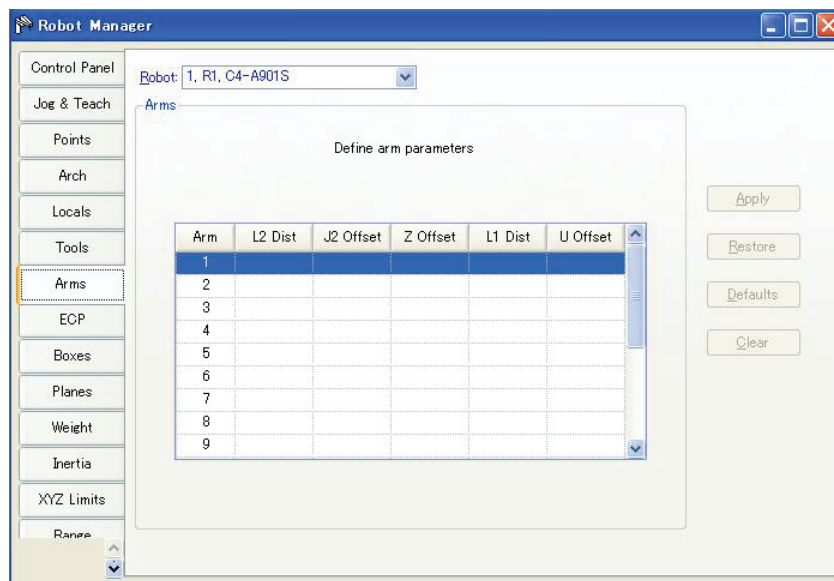 Robot Manager
Control Panel
Jog & Teach
Points
Arch
Locals
Tools
Arms
ECP
Boxes
Planes
Weight
Inertia
XYZ Limits
Range
Robot: 1, R1, C4-A901S
Arms
Define arm parameters
Arm L2 Dist J2 Offset Z Offset L1 Dist U Offset
1
2
3
4
5
6
7
8
9
Apply
Restore
Defaults
Clear